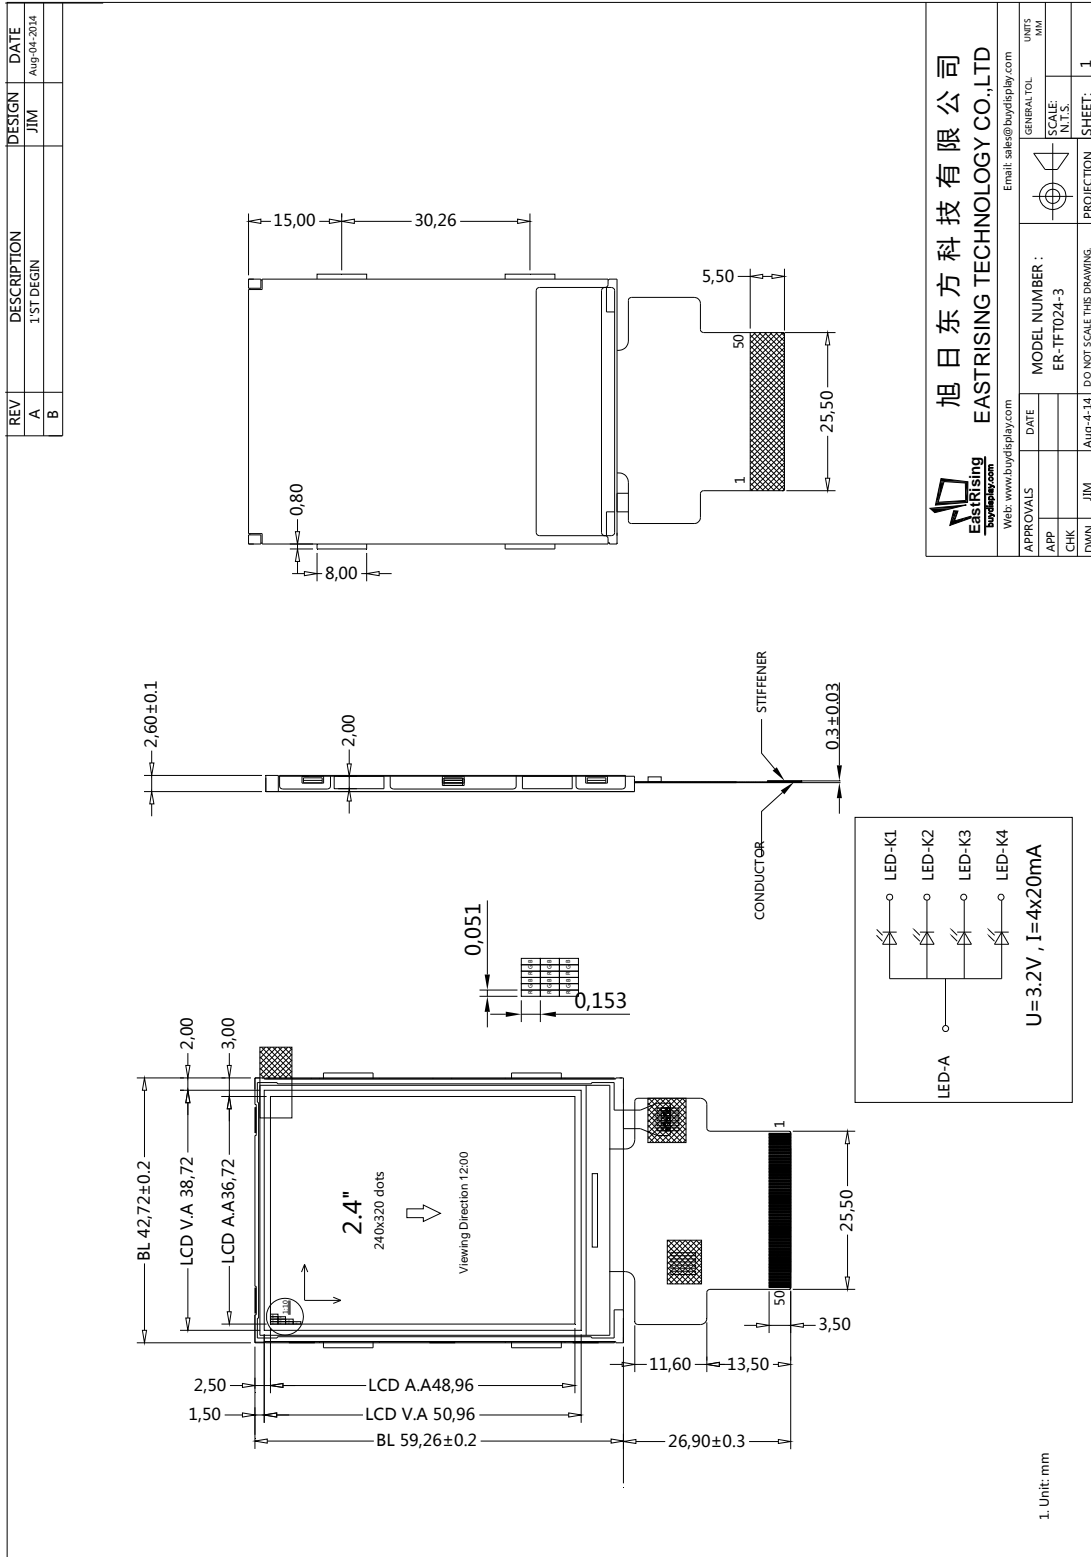 REV DESCRIPTION DESIGN DATE
A 1'ST DEGIN JIM Aug-04-2014
B
15,00
30,26
5,50
50
1
25,50
0,80
8,00
2,60±0.1
2,00
STIFFENER
CONDUCTOR
0.3±0.03
0,051
0,153
R G B R G B
R G B R G B
R G B R G B
BL 42,72±0.2
LCD V.A 38,72
2,00
LCD A.A36,72
3,00
1:10
2.4"
240x320 dots
Viewing Direction 12:00
1
50
25,50
3,50
11,60
13,50
2,50
LCD A.A48,96
1,50
LCD V.A 50,96
BL 59,26±0.2
26,90±0.3
LED-A
LED-K1
LED-K2
LED-K3
LED-K4
U=3.2V , I=4x20mA
1. Unit: mm
EastRising
buydisplay.com
旭日东方科技有限公司
EASTRISING TECHNOLOGY CO.,LTD
Web: www.buydisplay.com Email: sales@buydisplay.com
APPROVALS DATE
APP
CHK
DWN JIM Aug-4-14
MODEL NUMBER :
ER-TFT024-3
DO NOT SCALE THIS DRAWING.
PROJECTION
GENERAL TOL.
UNITS
MM
SCALE:
N.T.S.
SHEET: 1